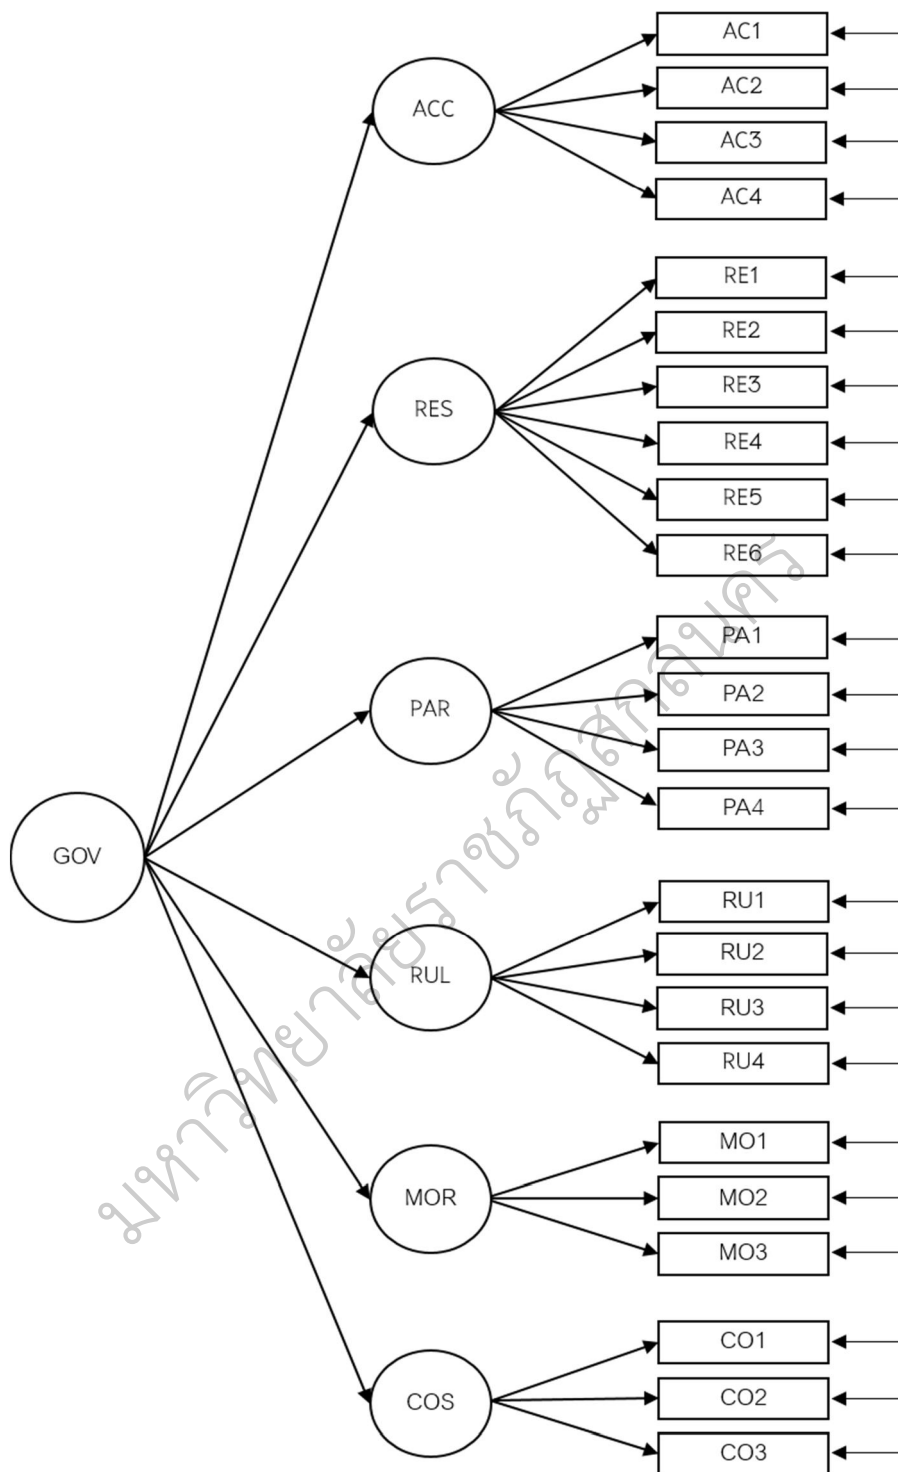 AC1
AC2
ACC
AC3
AC4
RE1
RE2
RE3
RES
RE4
RE5
RE6
PA1
PA2
PAR
PA3
PA4
GOV
RU1
RU2
RUL
RU3
RU4
MO1
MOR
MO2
MO3
CO1
COS
CO2
CO3
มหาวิทยาลัยราชภัฏสกลนคร